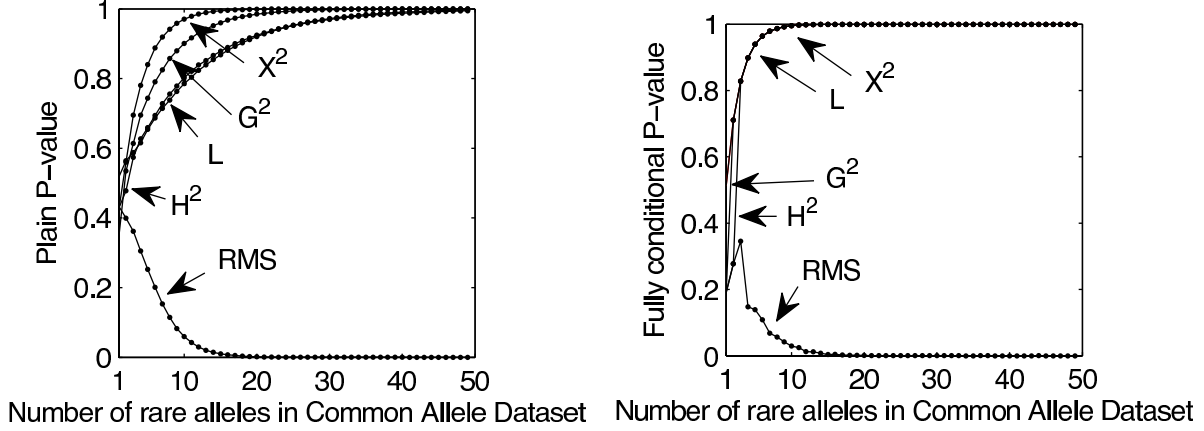 Plain P-value
1
0.8
0.6
0.4
0.2
0
X²
G²
L
H²
RMS
1 10 20 30 40 50
Number of rare alleles in Common Allele Dataset
Fully conditional P-value
1
0.8
0.6
0.4
0.2
0
X²
L
G²
H²
RMS
1 10 20 30 40 50
Number of rare alleles in Common Allele Dataset